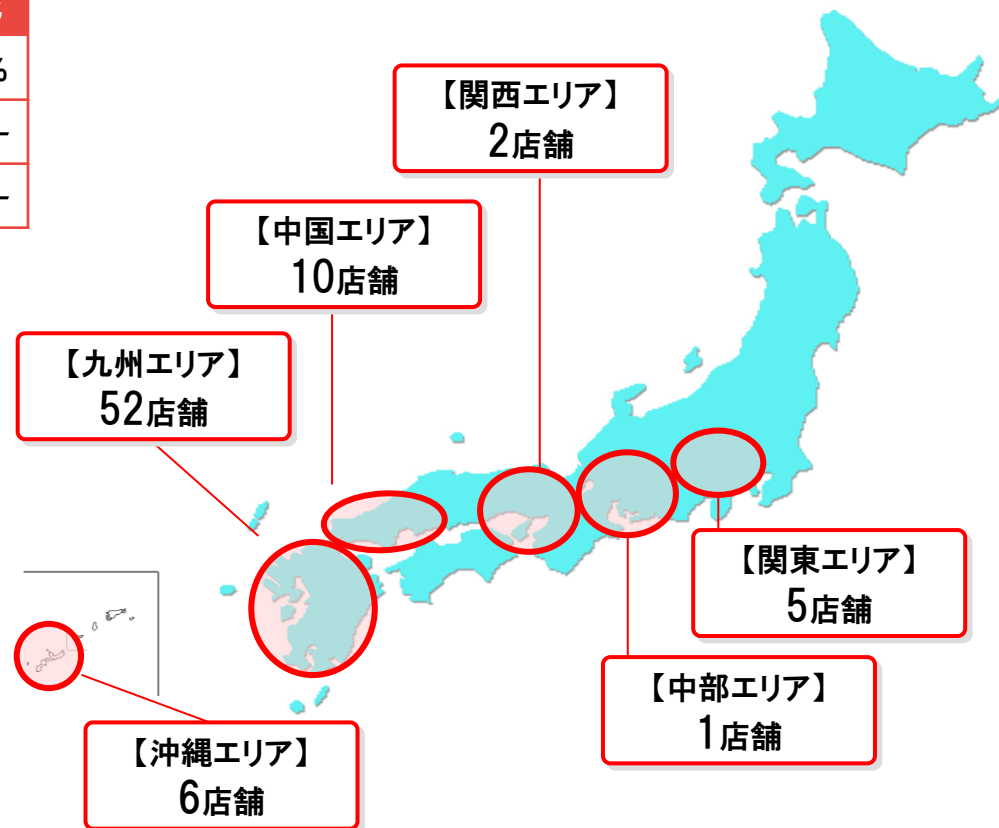 %
-
-
【関西エリア】
2店舗
【中国エリア】
10店舗
【九州エリア】
52店舗
【関東エリア】
5店舗
【中部エリア】
1店舗
【沖縄エリア】
6店舗